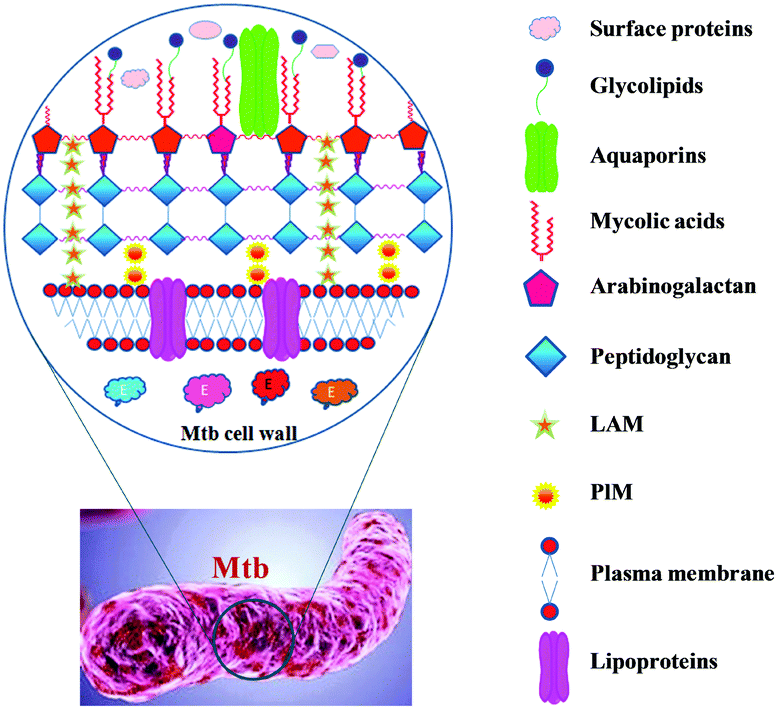 Surface proteins
Glycolipids
Aquaporins
Mycolic acids
Arabinogalactan
Peptidoglycan
LAM
PIM
Plasma membrane
Lipoproteins
E E E E
Mtb cell wall
Mtb